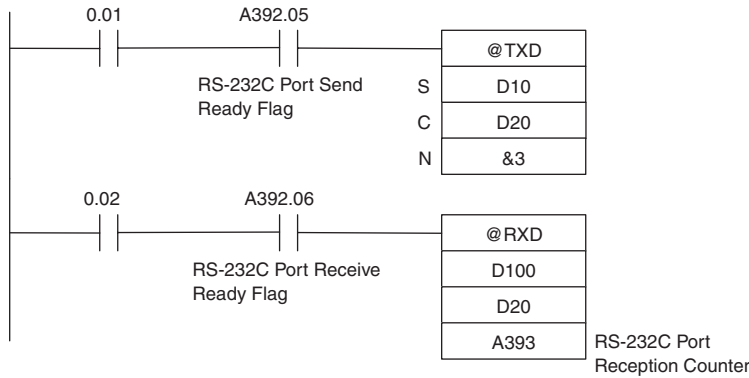 0.01 A392.05
@TXD
RS-232C Port Send S D10
Ready Flag
C D20
N &3
0.02 A392.06
@RXD
RS-232C Port Receive D100
Ready Flag
D20
A393 RS-232C Port
Reception Counter